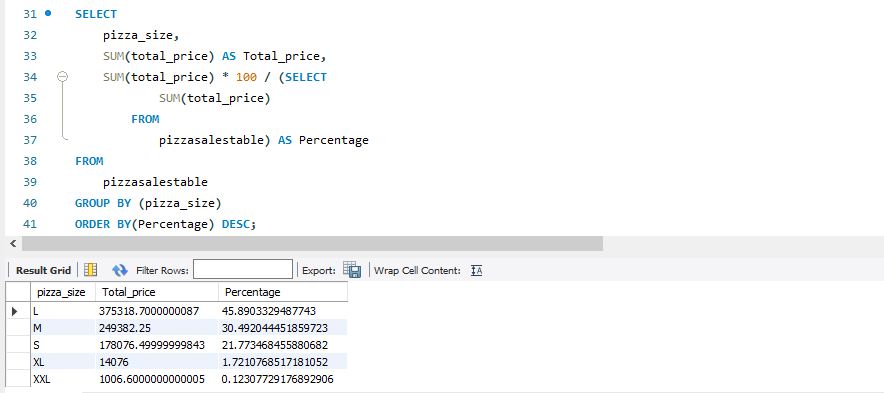 31 SELECT
32 pizza_size,
33 SUM(total_price) AS Total_price,
34 SUM(total_price) * 100 / (SELECT
35 SUM(total_price)
36 FROM
37 pizzasalestable) AS Percentage
38 FROM
39 pizzasalestable
40 GROUP BY (pizza_size)
41 ORDER BY(Percentage) DESC;
Result Grid Filter Rows: Export: Wrap Cell Content:
pizza_size Total_price Percentage
L 375318.7000000087 45.8903329487743
M 249382.25 30.492044451859723
S 178076.49999999843 21.773468455880682
XL 14076 1.7210768517181052
XXL 1006.6000000000005 0.12307729176892906